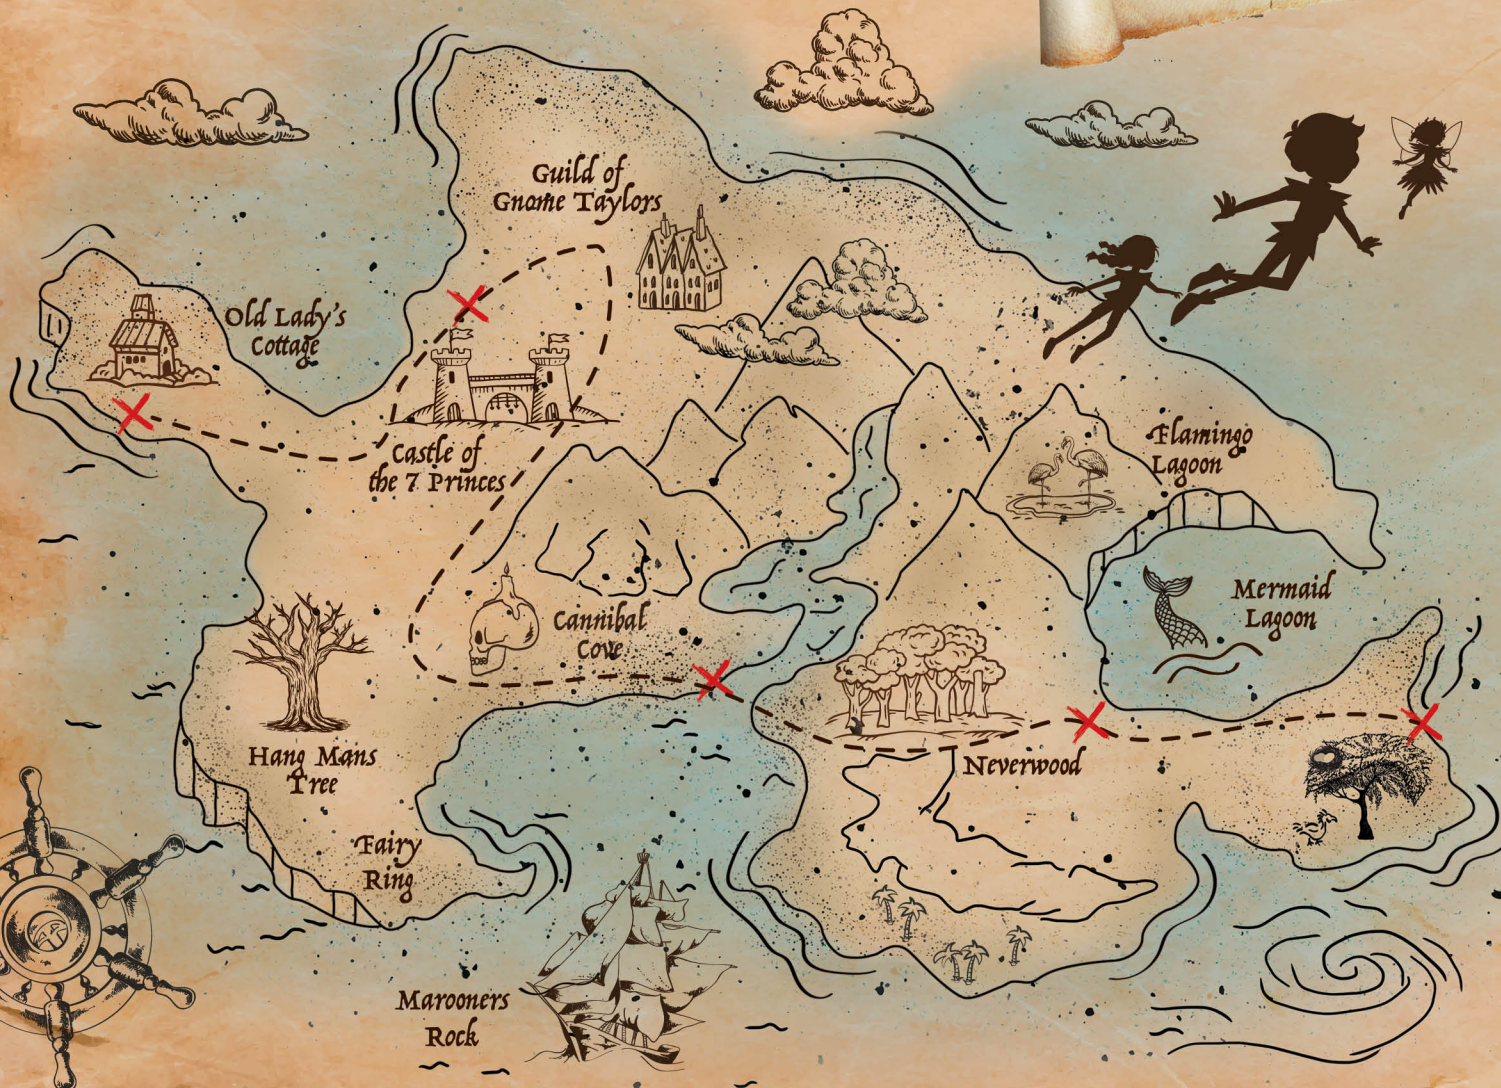 Guild of
Gnome Taylors
Old Lady's
Cottage
Castle of
the 7 Princes
Flamingo
Lagoon
Mermaid
Lagoon
Cannibal
Cove
Hang Mans
Tree
Neverwood
Fairy
Ring
Marooners
Rock